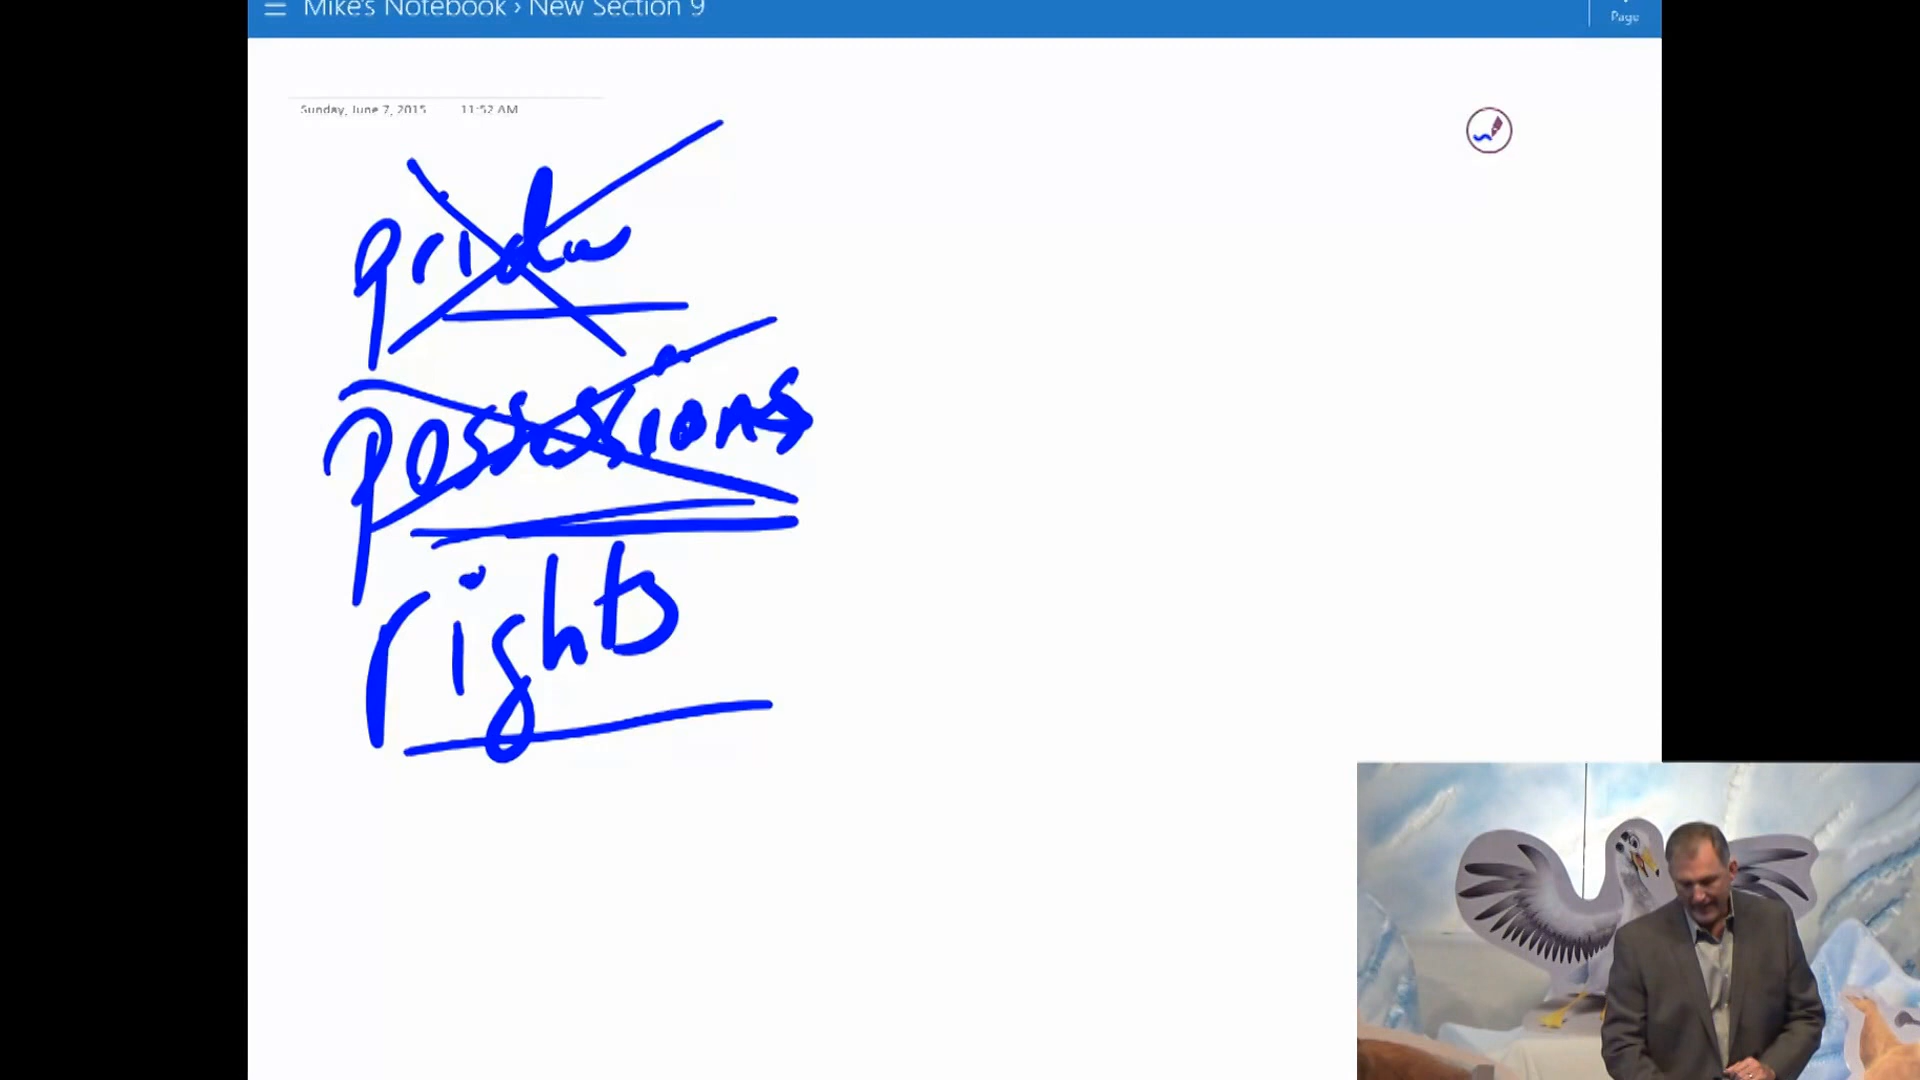 Mike's Notebook › New Section 9
Page
Sunday, June 7, 2015 11:52 AM
pride
possessions
rights